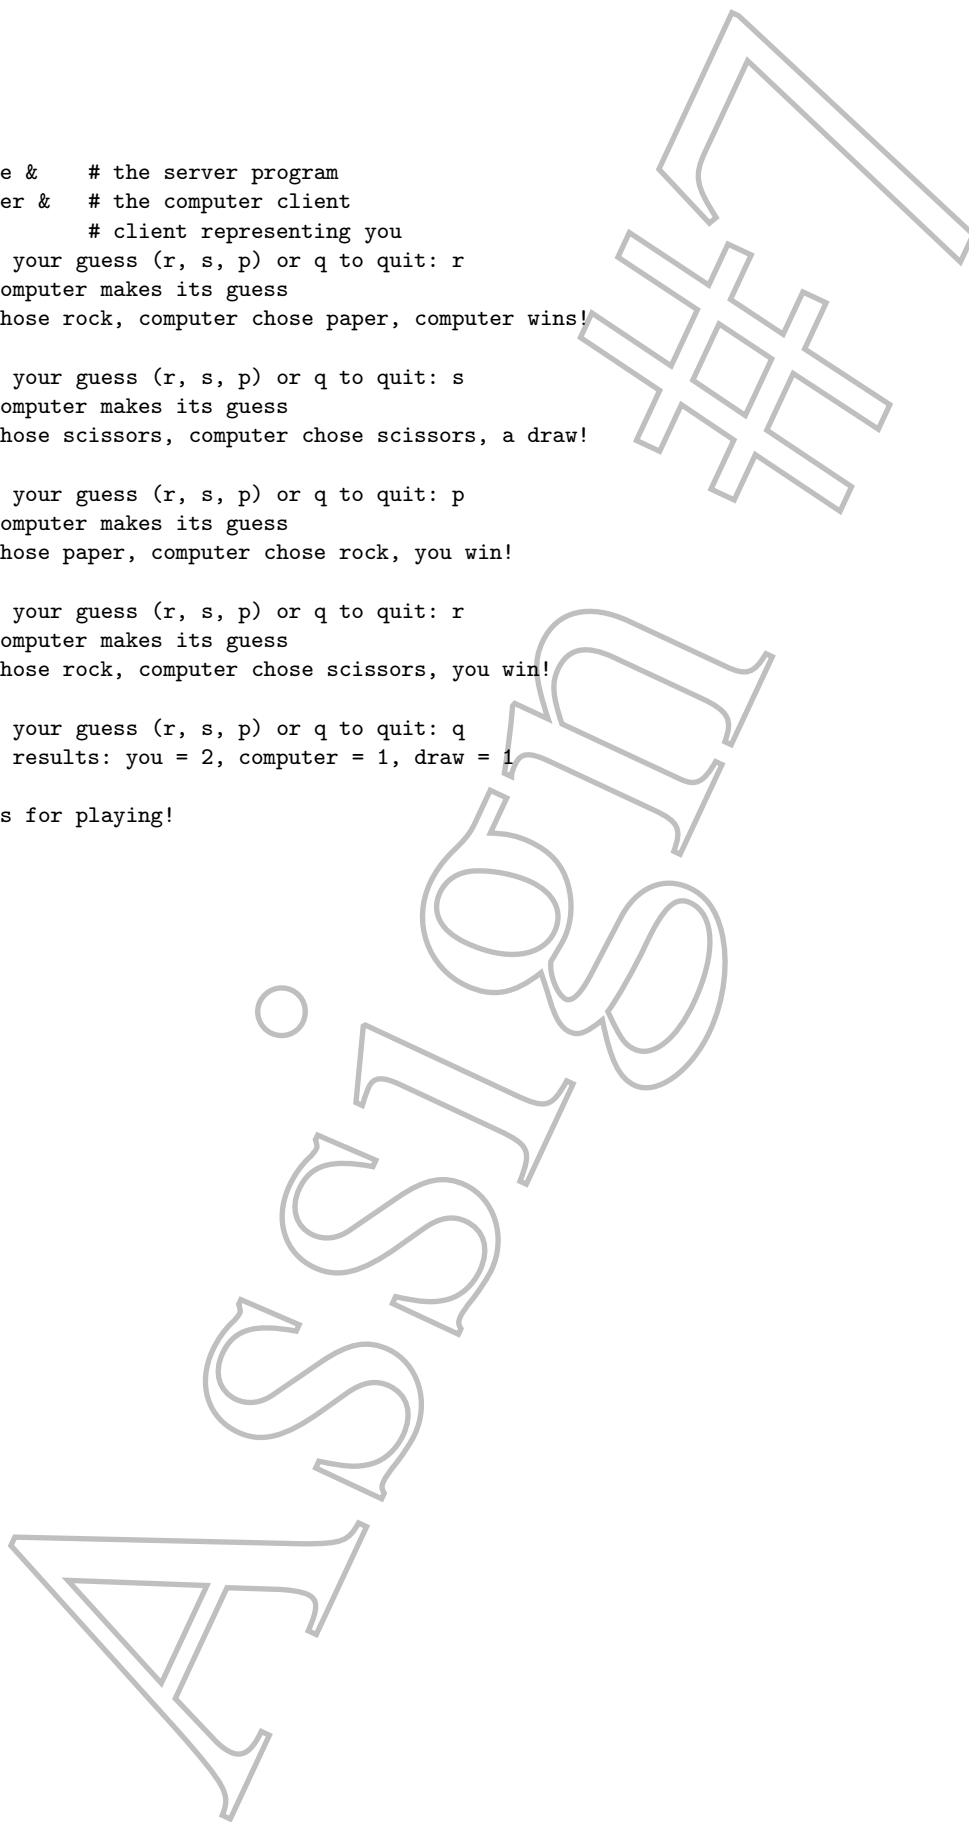 e &    # the server program
er &   # the computer client
# client representing you
your guess (r, s, p) or q to quit: r
omputer makes its guess
hose rock, computer chose paper, computer wins!
your guess (r, s, p) or q to quit: s
omputer makes its guess
hose scissors, computer chose scissors, a draw!
your guess (r, s, p) or q to quit: p
omputer makes its guess
hose paper, computer chose rock, you win!
your guess (r, s, p) or q to quit: r
omputer makes its guess
hose rock, computer chose scissors, you win!
your guess (r, s, p) or q to quit: q
results: you = 2, computer = 1, draw = 1
s for playing!
Assign #7